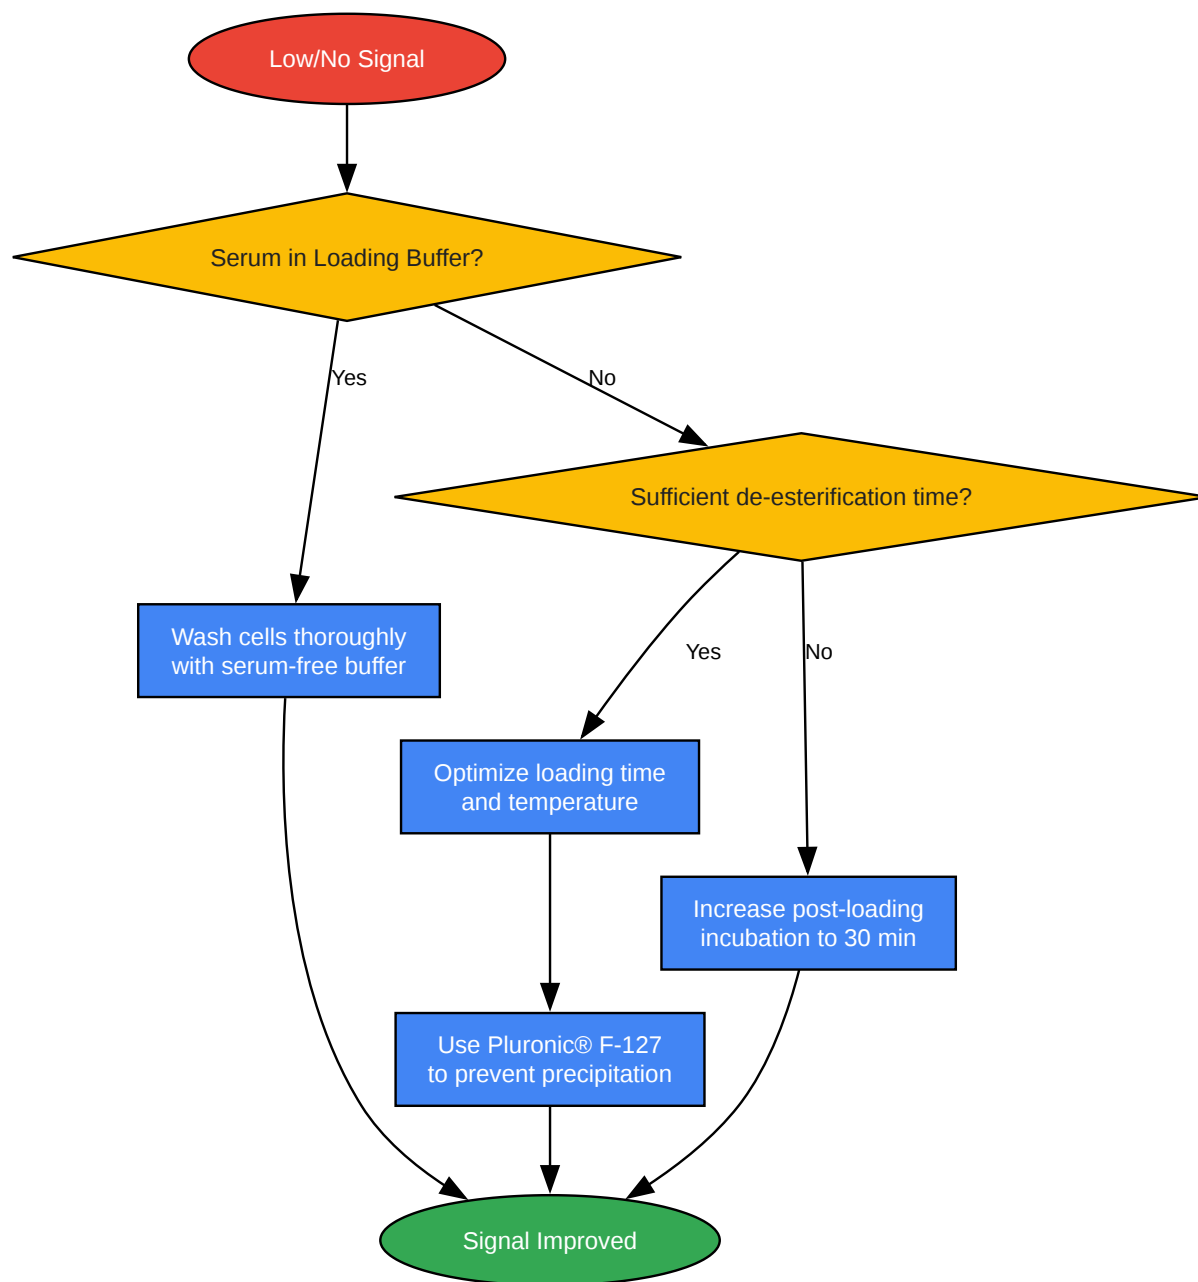 Low/No Signal
Serum in Loading Buffer?
Yes
No
Sufficient de-esterification time?
Wash cells thoroughly
with serum-free buffer
Yes
No
Optimize loading time
and temperature
Increase post-loading
incubation to 30 min
Use Pluronic® F-127
to prevent precipitation
Signal Improved